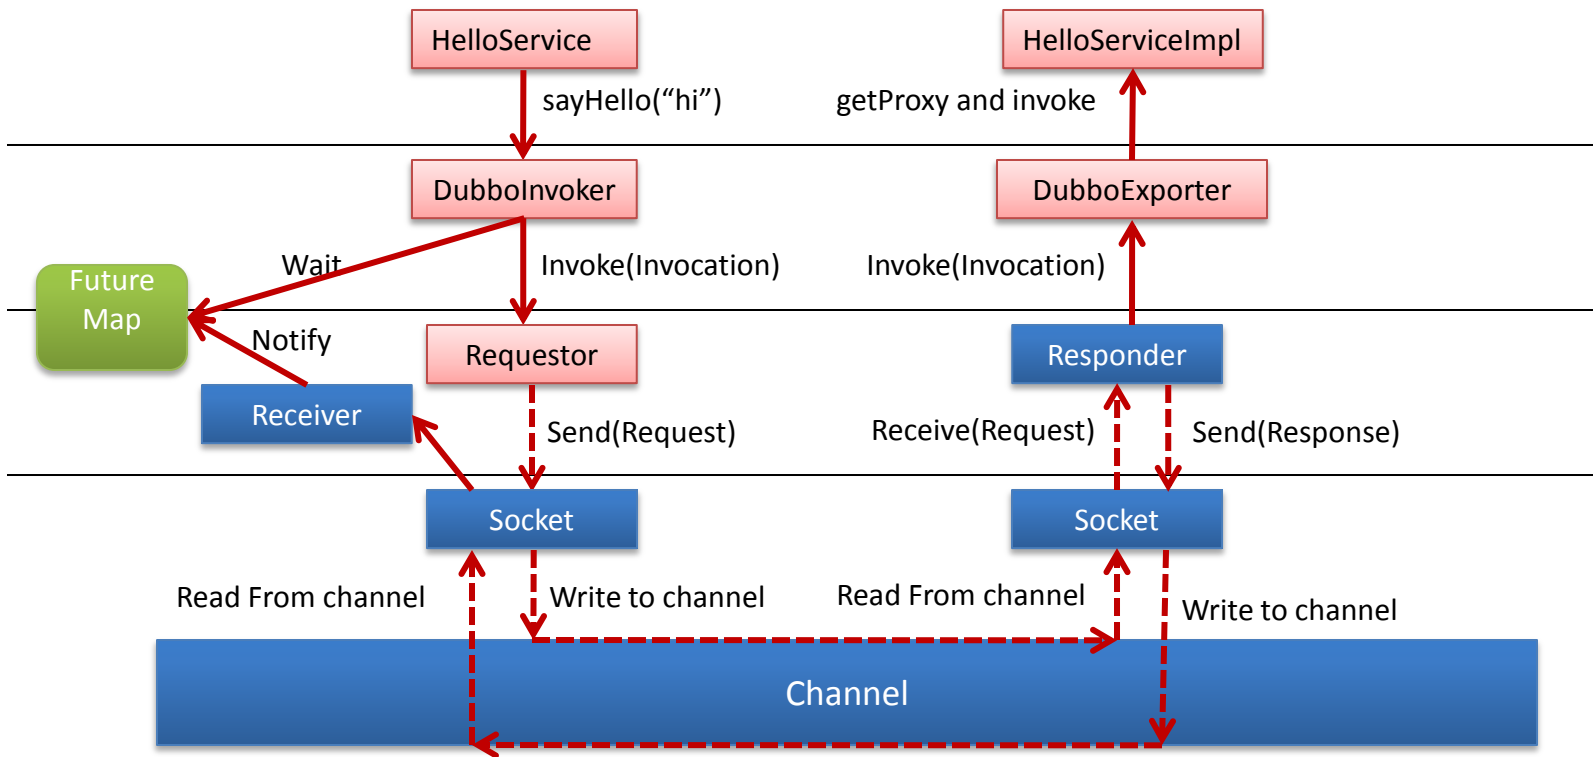 HelloService
HelloServiceImpl
sayHello(“hi”)
getProxy and invoke
DubboInvoker
DubboExporter
Wait
Invoke(Invocation)
Invoke(Invocation)
Future
Map
Notify
Requestor
Responder
Receiver
Send(Request)
Receive(Request)
Send(Response)
Socket
Socket
Read From channel
Write to channel
Read From channel
Write to channel
Channel